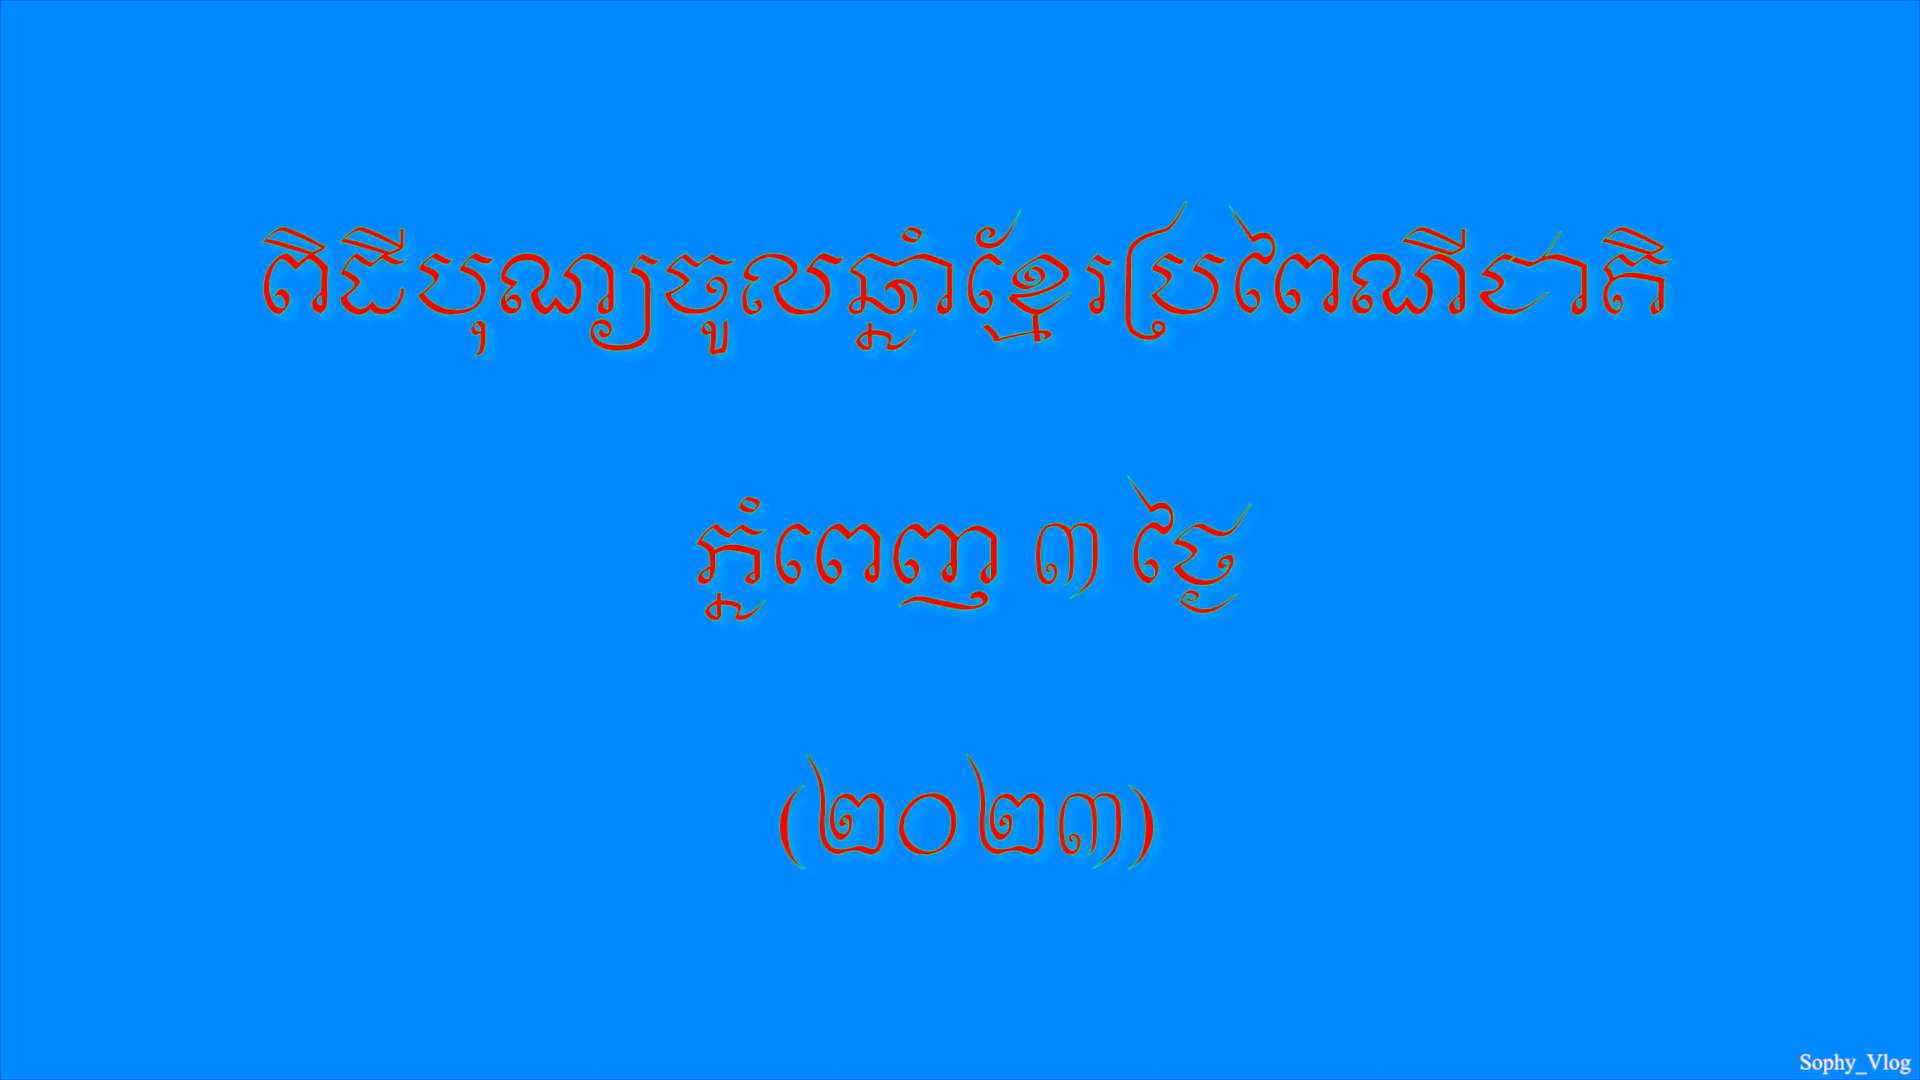 ពិធីបុណ្យចូលឆ្នាំខ្មែរប្រពៃណីជាតិ
ភ្នំពេញ ៣ ថ្ងៃ
(២០២៣)
Sophy_Vlog